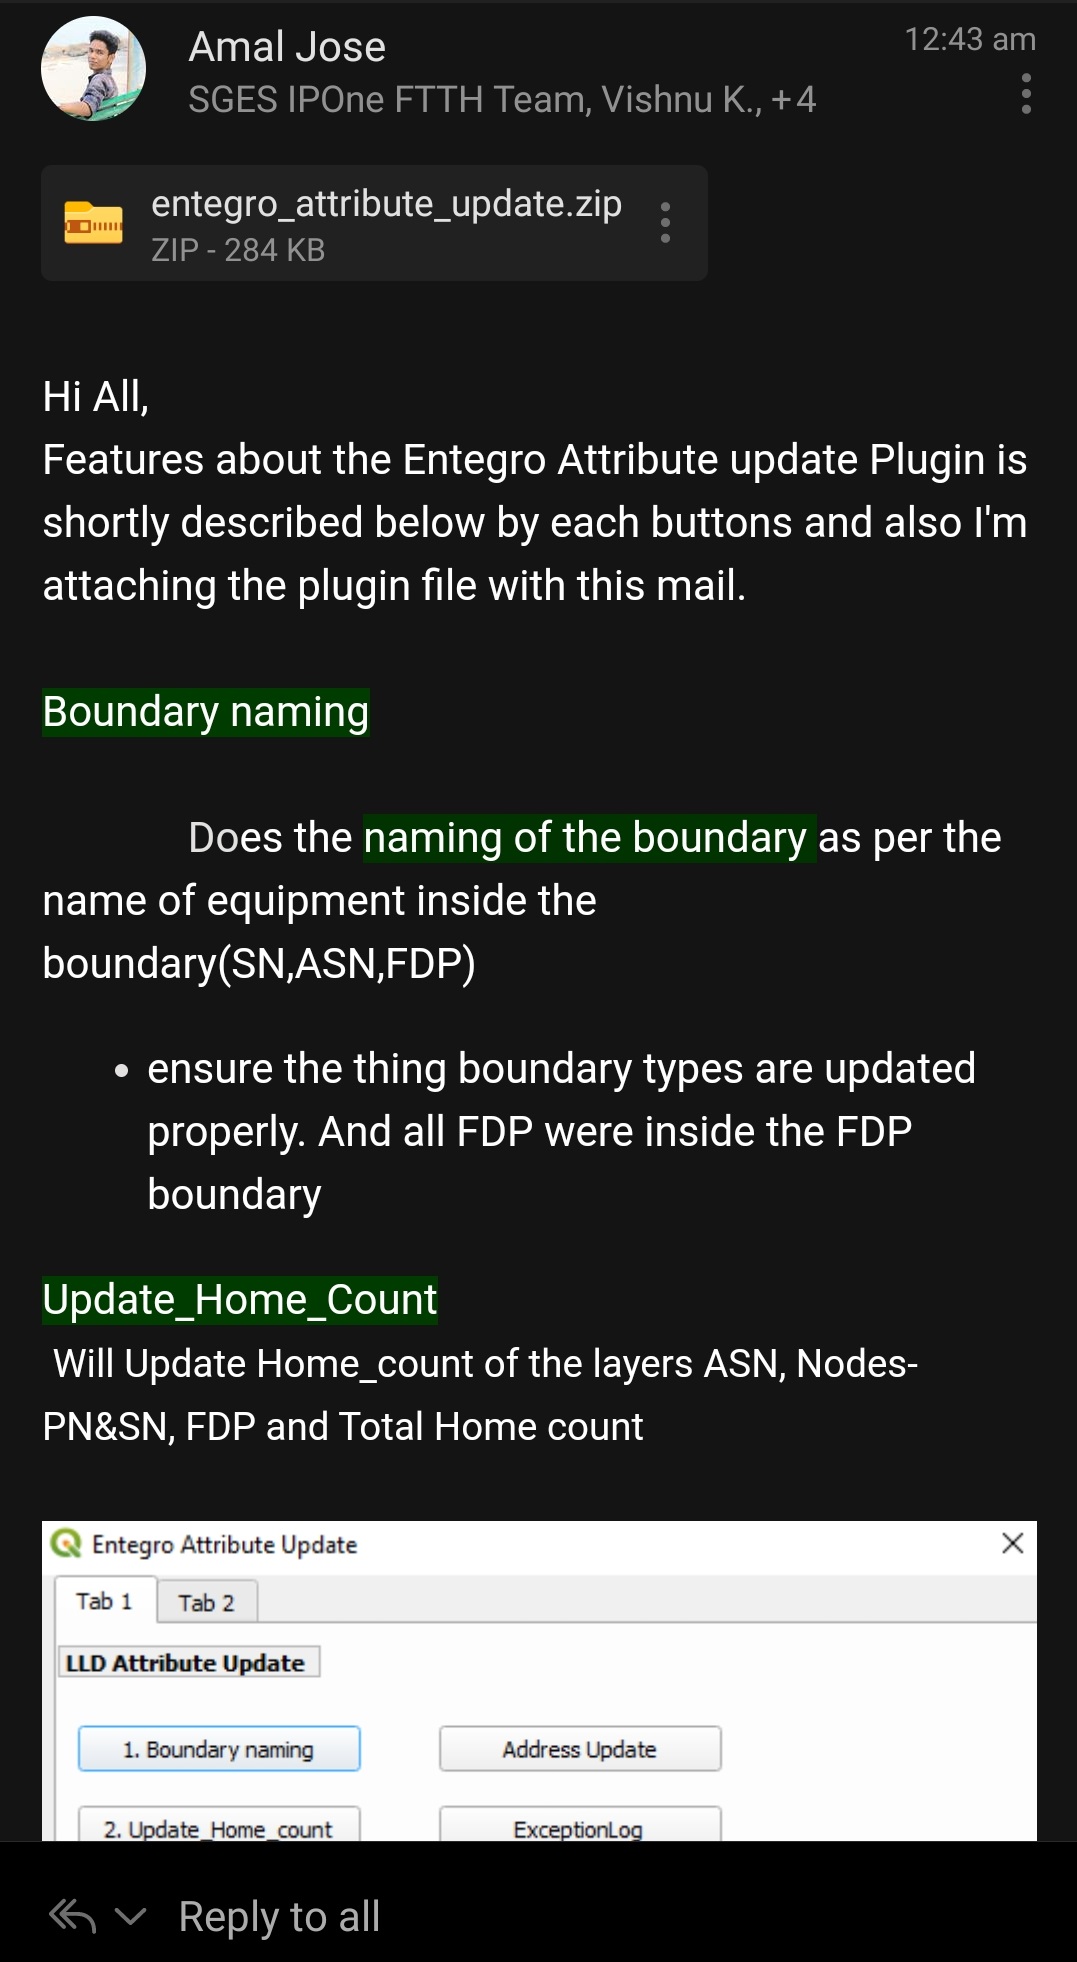 Amal Jose
12:43 am
SGES IPOne FTTH Team, Vishnu K., +4
entegro_attribute_update.zip
ZIP - 284 KB
Hi All,
Features about the Entegro Attribute update Plugin is
shortly described below by each buttons and also I'm
attaching the plugin file with this mail.
Boundary naming
Does the naming of the boundary as per the
name of equipment inside the
boundary(SN,ASN,FDP)
• ensure the thing boundary types are updated
properly. And all FDP were inside the FDP
boundary
Update_Home_Count
Will Update Home_count of the layers ASN, Nodes-
PN&SN, FDP and Total Home count
Entegro Attribute Update
Tab 1 Tab 2
LLD Attribute Update
1. Boundary naming Address Update
2. Update_Home_count ExceptionLog
Reply to all